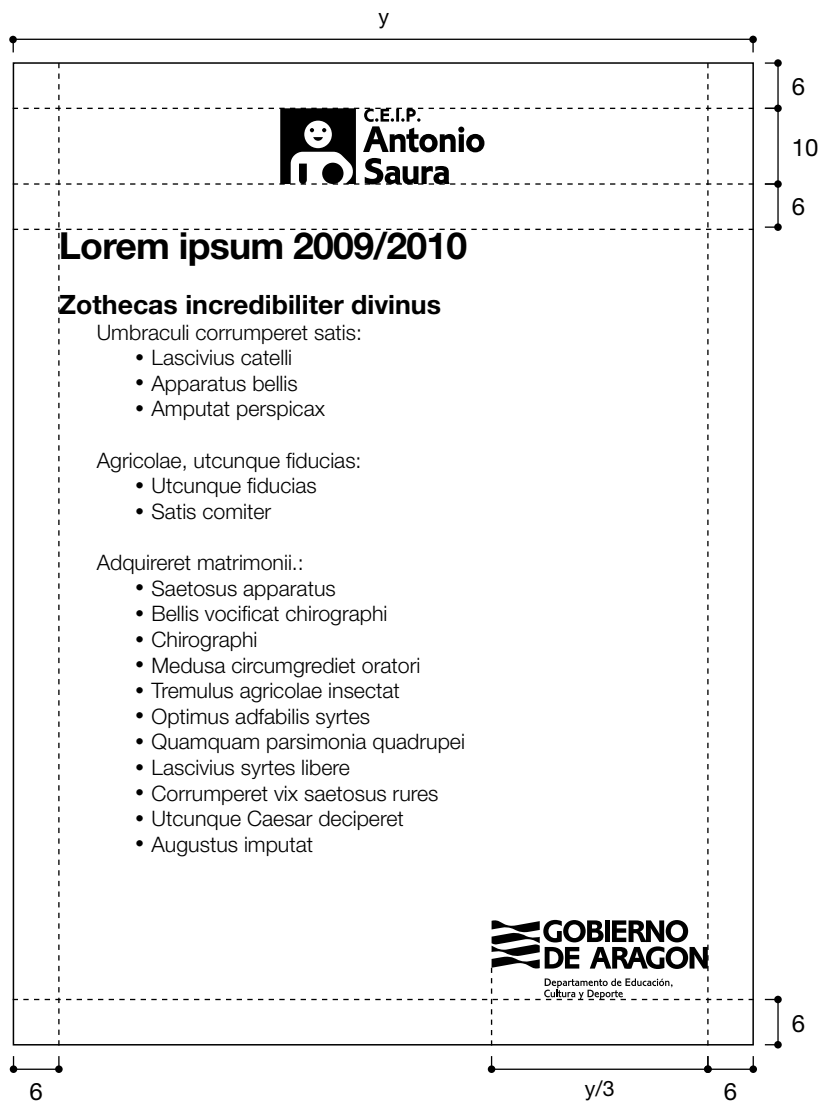 y
6
C.E.I.P.
Antonio
Saura
10
6
Lorem ipsum 2009/2010
Zothecas incredibiliter divinus
Umbraculi corrumperet satis:
• Lascivius catelli
• Apparatus bellis
• Amputat perspicax
Agricolae, utcunque fiducias:
• Utcunque fiducias
• Satis comiter
Adquireret matrimonii.:
• Saetosus apparatus
• Bellis vocificat chirographi
• Chirographi
• Medusa circumgrediet oratori
• Tremulus agricolae insectat
• Optimus adfabilis syrtes
• Quamquam parsimonia quadrupei
• Lascivius syrtes libere
• Corrumperet vix saetosus rures
• Utcunque Caesar deciperet
• Augustus imputat
GOBIERNO
DE ARAGON
Departamento de Educación,
Cultura y Deporte
6
6
y/3
6